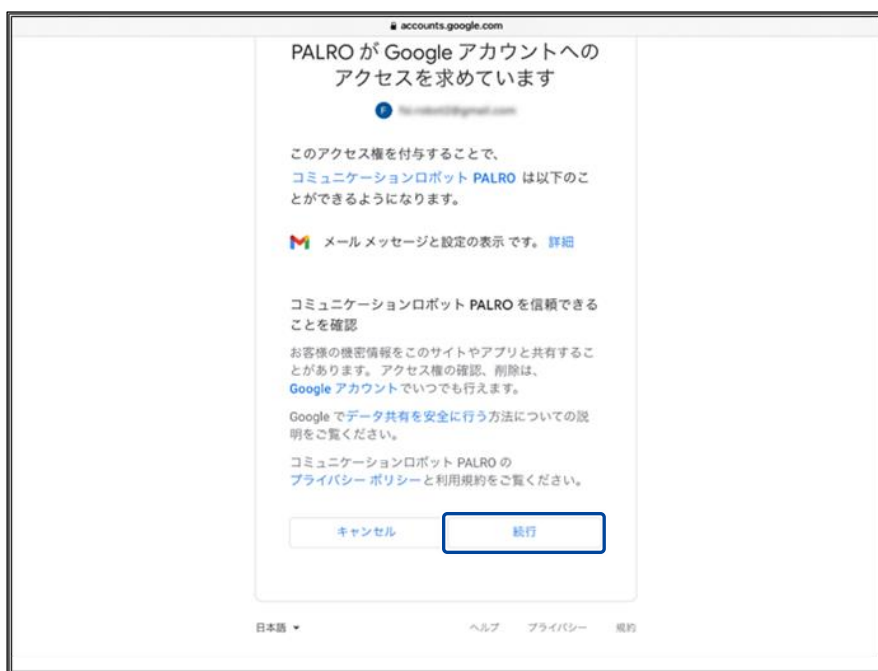 accounts.google.com
PALRO が Google アカウントへの
アクセスを求めています
F
このアクセス権を付与することで、
コミュニケーションロボット PALRO は以下のこ
とができるようになります。
メール メッセージと設定の表示 です。 詳細
コミュニケーションロボット PALRO を信頼できる
ことを確認
お客様の機密情報をこのサイトやアプリと共有するこ
とがあります。 アクセス権の確認、削除は、
Google アカウントでいつでも行えます。
Google でデータ共有を安全に行う方法についての説
明をご覧ください。
コミュニケーションロボット PALRO の
プライバシー ポリシーと利用規約をご覧ください。
キャンセル 続行
日本語 ヘルプ プライバシー 規約